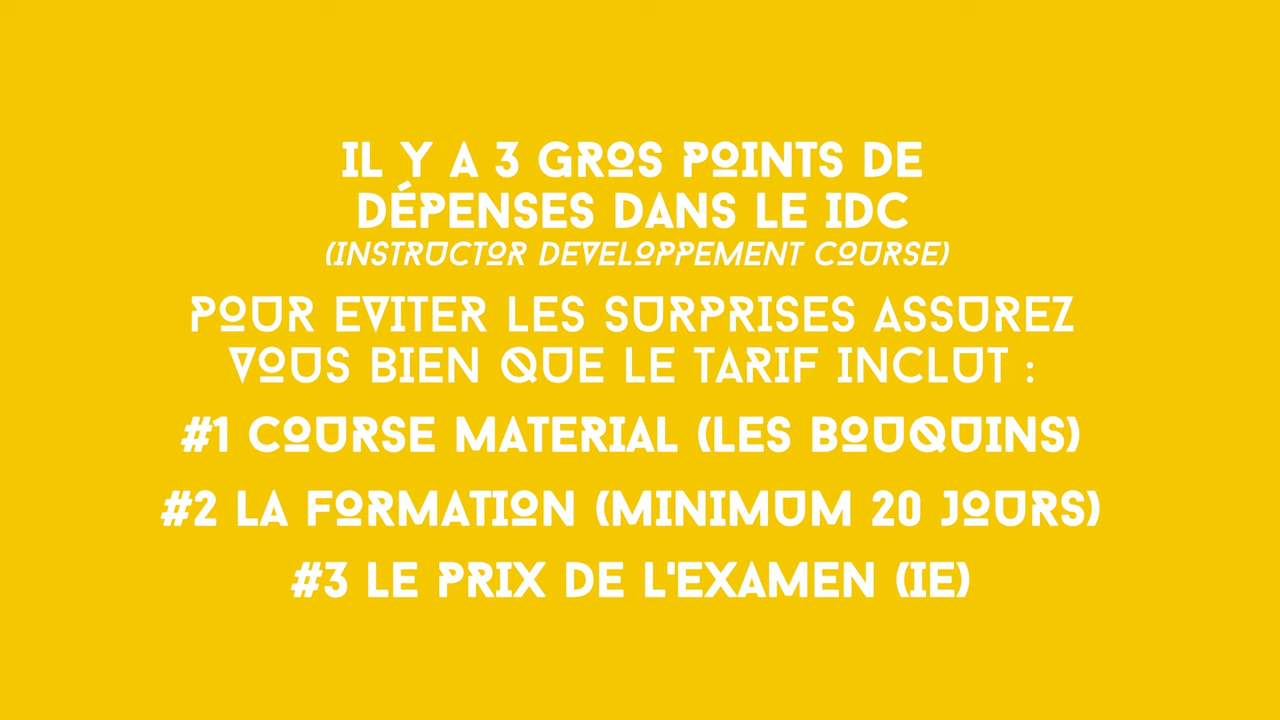 IL Y A 3 GROS POINTS DE
DÉPENSES DANS LE IDC
(INSTRUCTOR DEVELOPPEMENT COURSE)
POUR EVITER LES SURPRISES ASSUREZ
VOUS BIEN QUE LE TARIF INCLUT :
#1 COURSE MATERIAL (LES BOUQUINS)
#2 LA FORMATION (MINIMUM 20 JOURS)
#3 LE PRIX DE L'EXAMEN (IE)